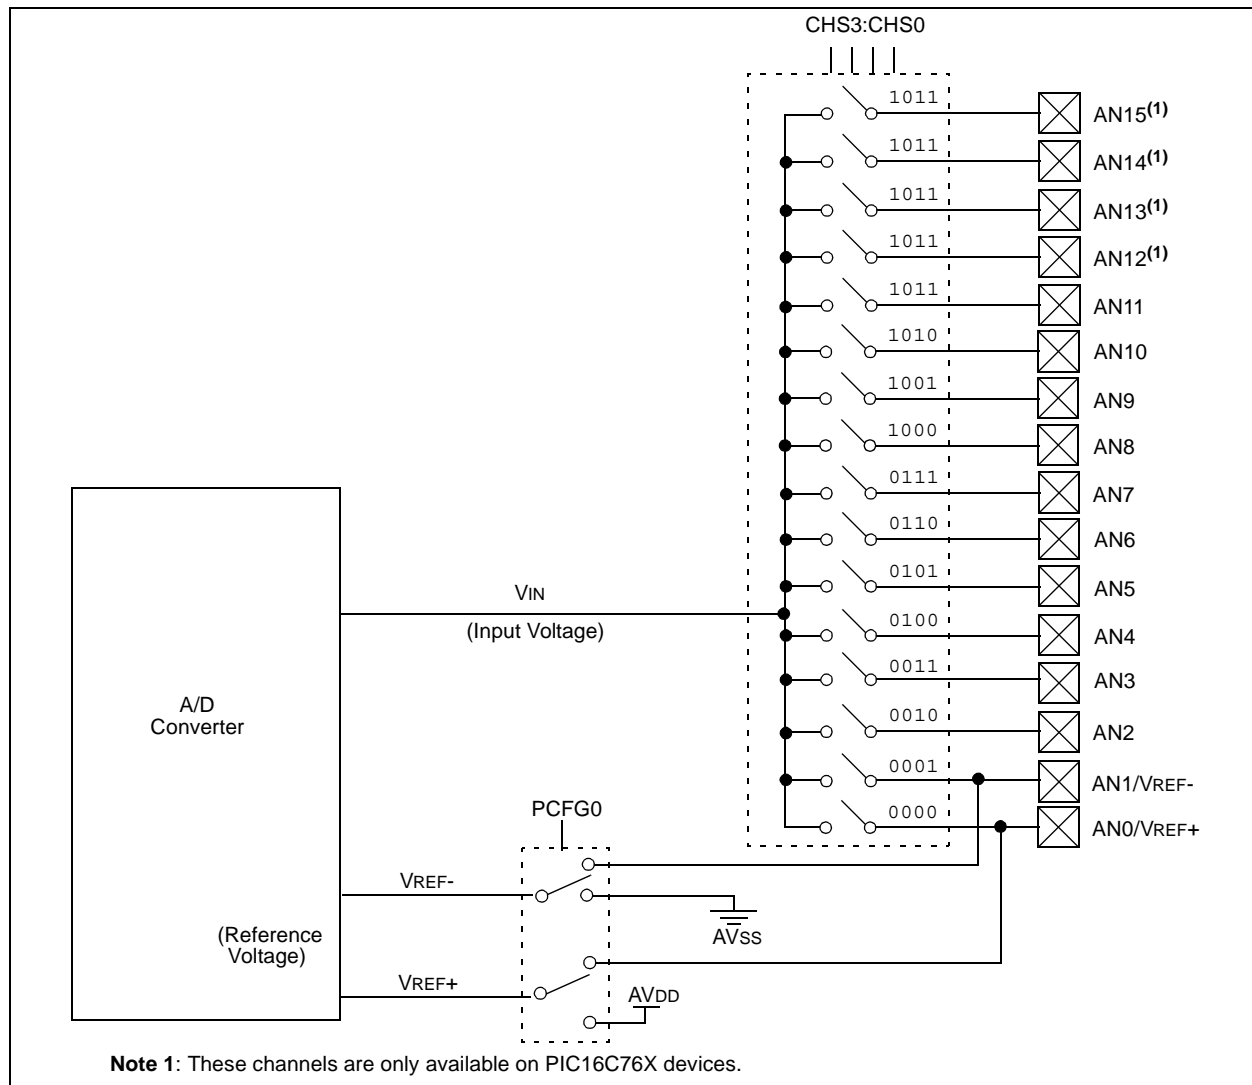 CHS3:CHS0
1011 AN15(1)
1011 AN14(1)
1011 AN13(1)
1011 AN12(1)
1011 AN11
1010 AN10
1001 AN9
1000 AN8
0111 AN7
0110 AN6
0101 AN5
VIN
(Input Voltage)
0100 AN4
0011 AN3
A/D
Converter
0010 AN2
0001 AN1/VREF-
PCFG0
0000 AN0/VREF+
VREF-
AVSS
(Reference
Voltage)
VREF+
AVDD
Note 1: These channels are only available on PIC16C76X devices.